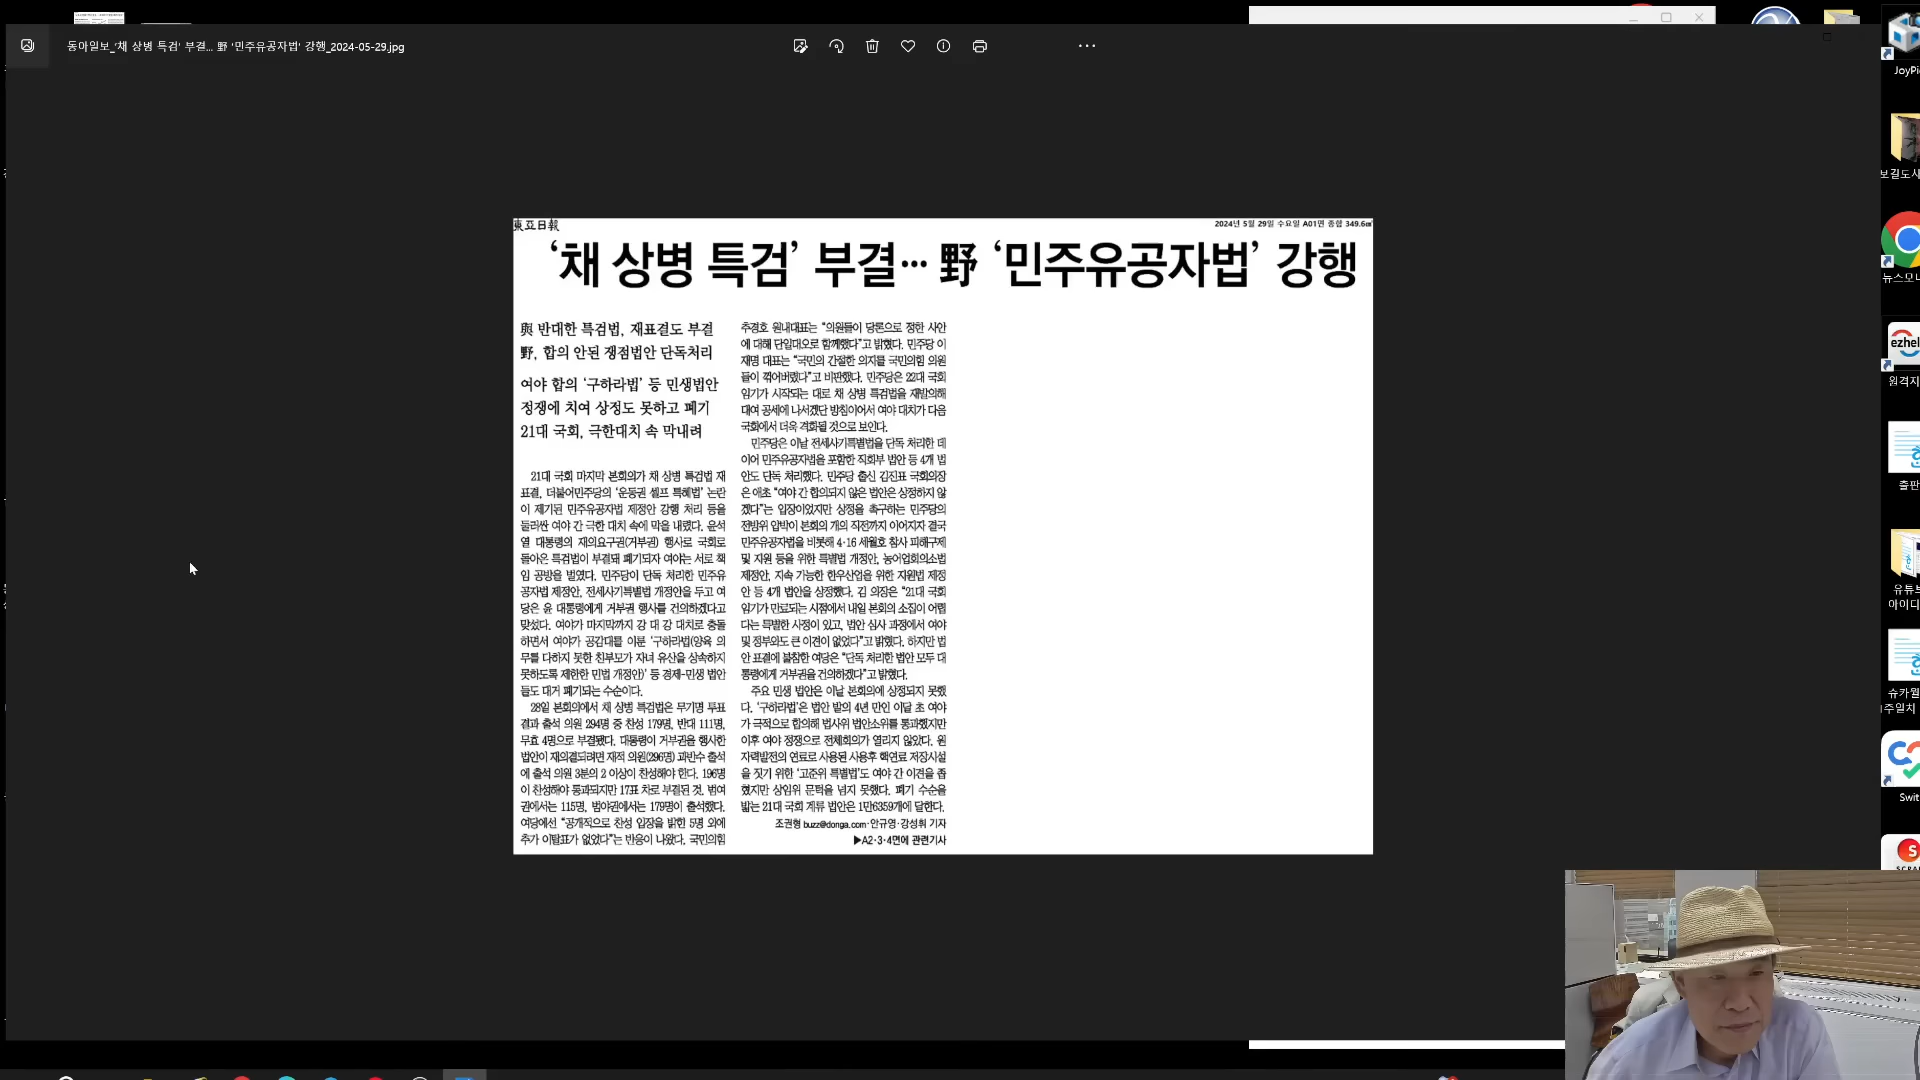 동아일보_'채 상병 특검' 부결... 野 '민주유공자법' 강행_2024-05-29.jpg
東亞日報
2024년 5월 29일 수요일 A01면 종합 349.6㎠
‘채 상병 특검’ 부결… 野 ‘민주유공자법’ 강행
與 반대한 특검법, 재표결도 부결
野, 합의 안된 쟁점법안 단독처리
여야 합의 ‘구하라법’ 등 민생법안
정쟁에 치여 상정도 못하고 폐기
21대 국회, 극한대치 속 막내려
21대 국회 마지막 본회의가 채 상병 특검법 재
표결, 더불어민주당의 ‘운동권 셀프 특혜법’ 논란
이 제기된 민주유공자법 제정안 강행 처리 등을
둘러싼 여야 간 극한 대치 속에 막을 내렸다. 윤석
열 대통령의 재의요구권(거부권) 행사로 국회로
돌아온 특검법이 부결돼 폐기되자 여야는 서로 책
임 공방을 벌였다. 민주당이 단독 처리한 민주유
공자법 제정안, 전세사기특별법 개정안을 두고 여
당은 윤 대통령에게 거부권 행사를 건의하겠다고
맞섰다. 여야가 마지막까지 강 대 강 대치로 충돌
하면서 여야가 공감대를 이룬 ‘구하라법(양육 의
무를 다하지 못한 친부모가 자녀 유산을 상속하지
못하도록 제한한 민법 개정안)’ 등 경제-민생 법안
들도 대거 폐기되는 수순이다.
28일 본회의에서 채 상병 특검법은 무기명 투표
결과 출석 의원 294명 중 찬성 179명, 반대 111명,
무효 4명으로 부결됐다. 대통령이 거부권을 행사한
법안이 재의결되려면 재적 의원(296명) 과반수 출석
에 출석 의원 3분의 2 이상이 찬성해야 한다. 196명
이 찬성해야 통과되지만 17표 차로 부결된 것. 범여
권에서는 115명, 범야권에서는 179명이 출석했다.
여당에선 “공개적으로 찬성 입장을 밝힌 5명 외에
추가 이탈표가 없었다”는 반응이 나왔다. 국민의힘
추경호 원내대표는 “의원들이 당론으로 정한 사안
에 대해 단일대오로 함께했다”고 밝혔다. 민주당 이
재명 대표는 “국민의 간절한 의지를 국민의힘 의원
들이 꺾어버렸다”고 비판했다. 민주당은 22대 국회
임기가 시작되는 대로 채 상병 특검법을 재발의해
대여 공세에 나서겠단 방침이어서 여야 대치가 다음
국회에서 더욱 격화될 것으로 보인다.
민주당은 이날 전세사기특별법을 단독 처리한 데
이어 민주유공자법을 포함한 직회부 법안 등 4개 법
안도 단독 처리했다. 민주당 출신 김진표 국회의장
은 애초 “여야 간 합의되지 않은 법안은 상정하지 않
겠다”는 입장이었지만 상정을 촉구하는 민주당의
전방위 압박이 본회의 개의 직전까지 이어지자 결국
민주유공자법을 비롯해 4·16 세월호 참사 피해구제
및 지원 등을 위한 특별법 개정안, 농어업회의소법
제정안, 지속 가능한 한우산업을 위한 지원법 제정
안 등 4개 법안을 상정했다. 김 의장은 “21대 국회
임기가 만료되는 시점에서 내일 본회의 소집이 어렵
다는 특별한 사정이 있고, 법안 심사 과정에서 여야
및 정부와도 큰 이견이 없었다”고 밝혔다. 하지만 법
안 표결에 불참한 여당은 “단독 처리한 법안 모두 대
통령에게 거부권을 건의하겠다”고 밝혔다.
주요 민생 법안은 이날 본회의에 상정되지 못했
다. ‘구하라법’은 법안 발의 4년 만인 이달 초 여야
가 극적으로 합의해 법사위 법안소위를 통과했지만
이후 여야 정쟁으로 전체회의가 열리지 않았다. 원
자력발전의 연료로 사용된 사용후 핵연료 저장시설
을 짓기 위한 ‘고준위 특별법’도 여야 간 이견을 좁
혔지만 상임위 문턱을 넘지 못했다. 폐기 수순을
밟는 21대 국회 계류 법안은 1만6359개에 달한다.
조권형 buzz@donga.com·안규영·강성휘 기자
▶A2·3·4면에 관련기사
JoyPi
보길도사
뉴스모니
ezhel
원격지
출판
유튜브
아이디
슈카월
주일치
Swit
S